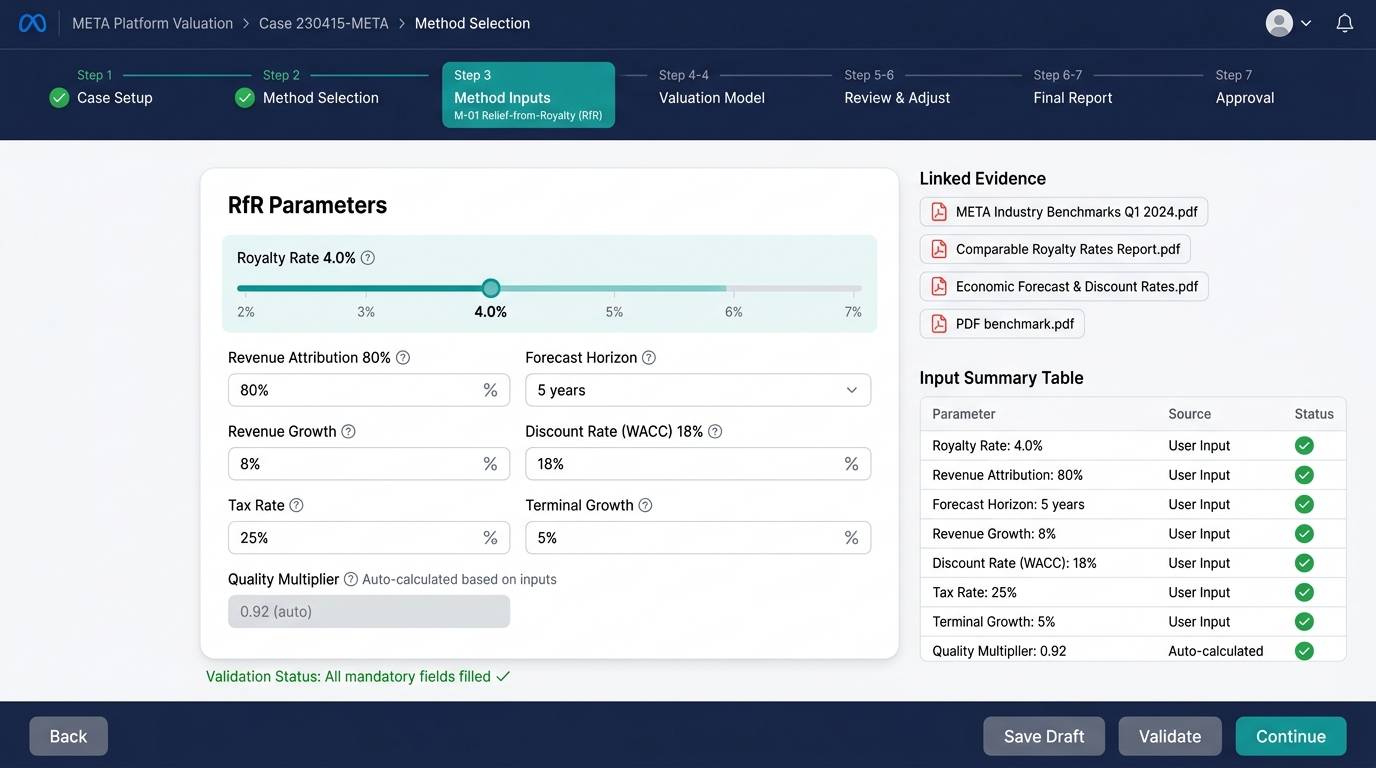 META Platform Valuation > Case 230415-META > Method Selection
Step 1
Case Setup
Step 2
Method Selection
Step 3
Method Inputs
M-01 Relief-from-Royalty (RfR)
Step 4-4
Valuation Model
Step 5-6
Review & Adjust
Step 6-7
Final Report
Step 7
Approval
RfR Parameters
Royalty Rate 4.0% ?
2% 3% 4.0% 5% 6% 7%
Revenue Attribution 80% ?
80% %
Forecast Horizon ?
5 years
Revenue Growth ?
8% %
Discount Rate (WACC) 18% ?
18% %
Tax Rate ?
25% %
Terminal Growth ?
5% %
Quality Multiplier ? Auto-calculated based on inputs
0.92 (auto)
Validation Status: All mandatory fields filled ✓
Linked Evidence
META Industry Benchmarks Q1 2024.pdf
Comparable Royalty Rates Report.pdf
Economic Forecast & Discount Rates.pdf
PDF benchmark.pdf
Input Summary Table
Parameter Source Status
Royalty Rate: 4.0% User Input
Revenue Attribution: 80% User Input
Forecast Horizon: 5 years User Input
Revenue Growth: 8% User Input
Discount Rate (WACC): 18% User Input
Tax Rate: 25% User Input
Terminal Growth: 5% User Input
Quality Multipller: 0.92 Auto-calculated
Back
Save Draft
Validate
Continue